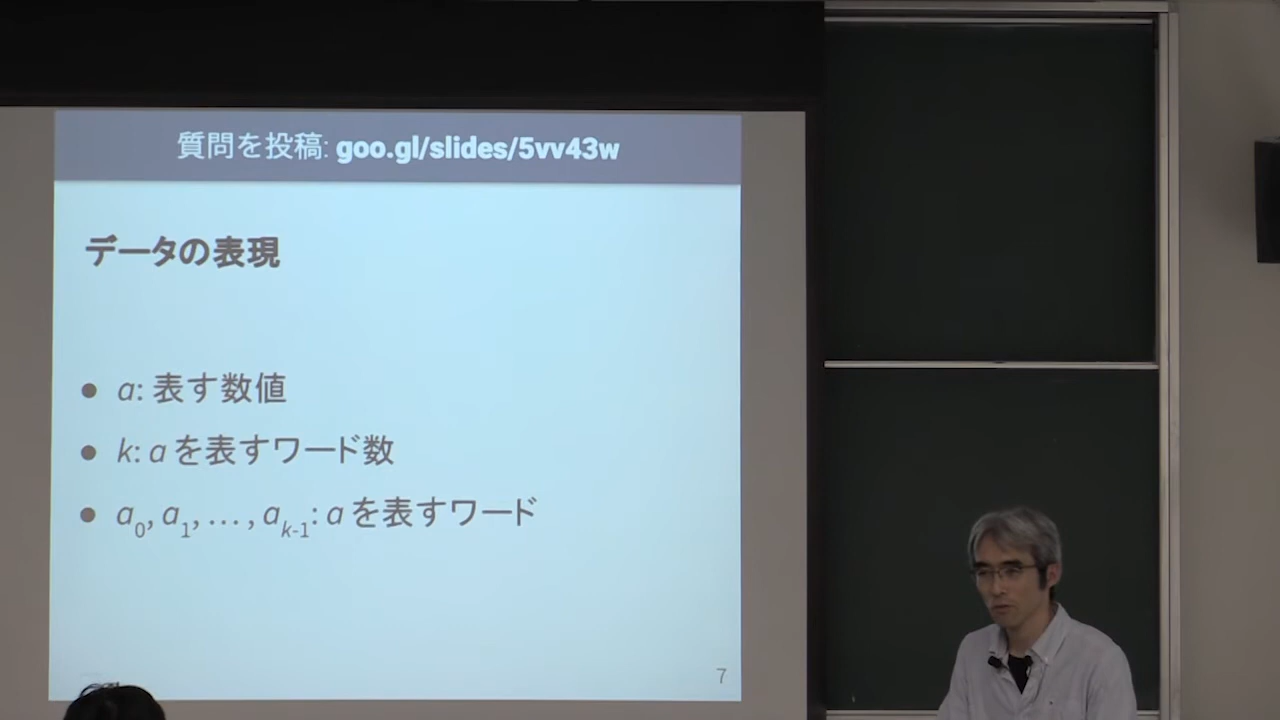 質問を投稿: goo.gl/slides/5vv43w
データの表現
● a: 表す数値
● k: a を表すワード数
● a0, a1, … , ak-1: a を表すワード
7